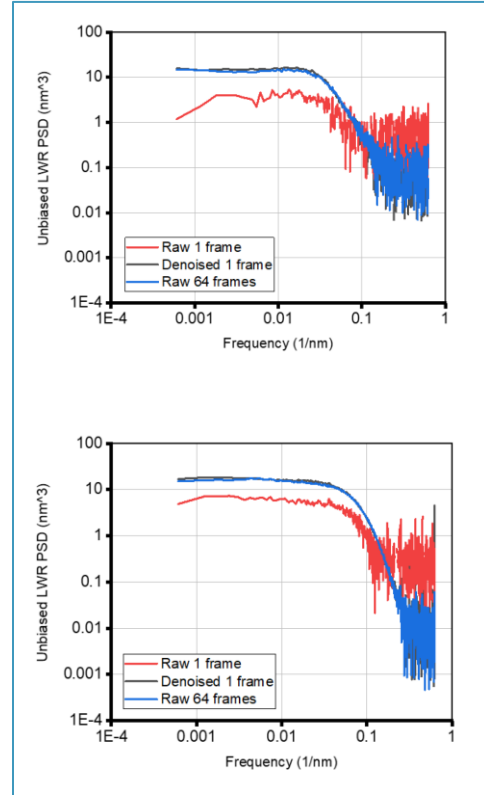 100
10
1
0.1
0.01
0.001
1E-4
Unbiased LWR PSD (nm^3)
Raw 1 frame
Denoised 1 frame
Raw 64 frames
1E-4
0.001
0.01
0.1
1
Frequency (1/nm)
100
10
1
0.1
0.01
0.001
1E-4
Unbiased LWR PSD (nm^3)
Raw 1 frame
Denoised 1 frame
Raw 64 frames
1E-4
0.001
0.01
0.1
1
Frequency (1/nm)